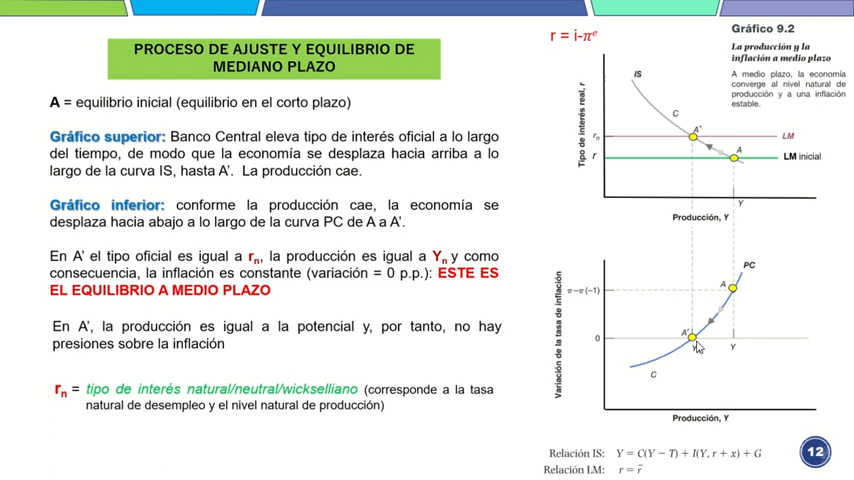 PROCESO DE AJUSTE Y EQUILIBRIO DE
MEDIANO PLAZO
A = equilibrio inicial (equilibrio en el corto plazo)
Gráfico superior: Banco Central eleva tipo de interés oficial a lo largo
del tiempo, de modo que la economía se desplaza hacia arriba a lo
largo de la curva IS, hasta A’. La producción cae.
Gráfico inferior: conforme la producción cae, la economía se
desplaza hacia abajo a lo largo de la curva PC de A a A’.
En A’ el tipo oficial es igual a rₙ, la producción es igual a Yₙ y como
consecuencia, la inflación es constante (variación = 0 p.p.): ESTE ES
EL EQUILIBRIO A MEDIO PLAZO
En A’, la producción es igual a la potencial y, por tanto, no hay
presiones sobre la inflación
rₙ = tipo de interés natural/neutral/wickselliano (corresponde a la tasa
natural de desempleo y el nivel natural de producción)
r = i-πᵉ
Gráfico 9.2
La producción y la
inflación a medio plazo
A medio plazo, la economía
converge al nivel natural de
producción y a una inflación
estable.
Tipo de interés real, r
IS
C
A′
rₙ
LM
A
r
LM inicial
Y
Producción, Y
Variación de la tasa de inflación
PC
A
π−π(−1)
A′
0
Y
C
Producción, Y
Relación IS: Y = C(Y − T) + I(Y, r + x) + G
Relación LM: r = r̄
12